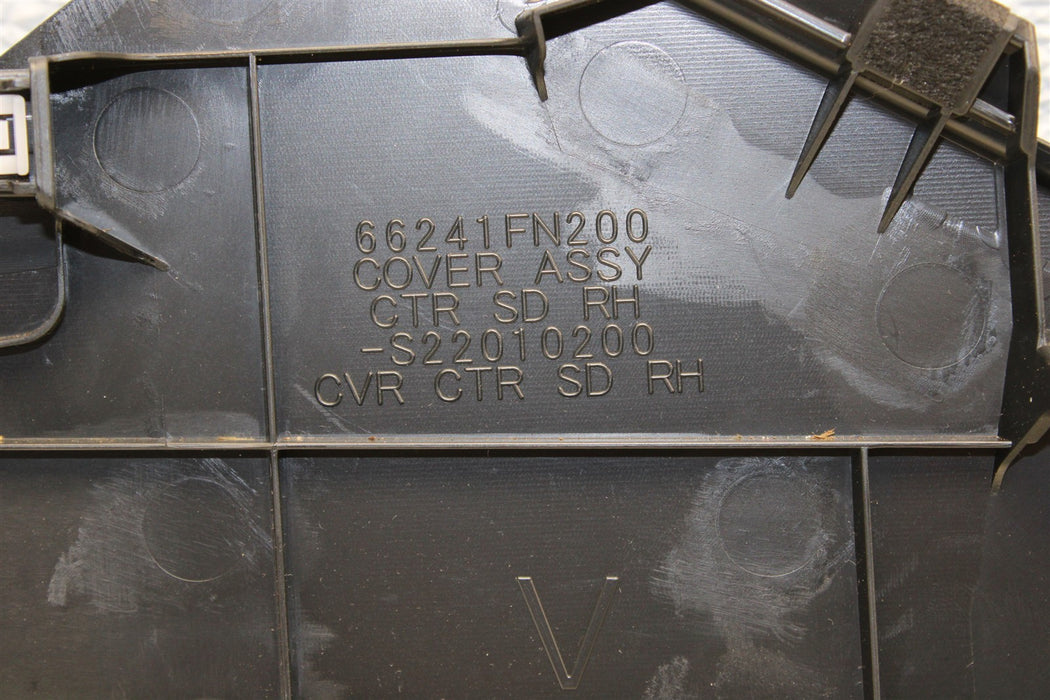 66241FN200
COVER ASSY
CTR SD RH
-S22010200
CVR CTR SD RH
V